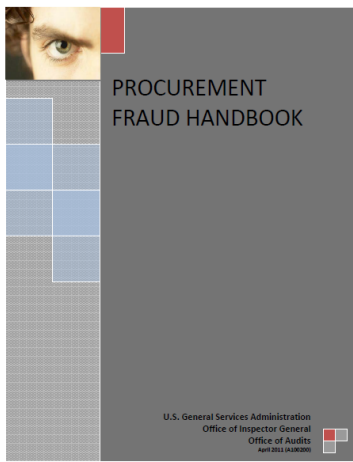 PROCUREMENT
FRAUD HANDBOOK
U.S. General Services Administration
Office of Inspector General
Office of Audits
April 2011 (A100200)